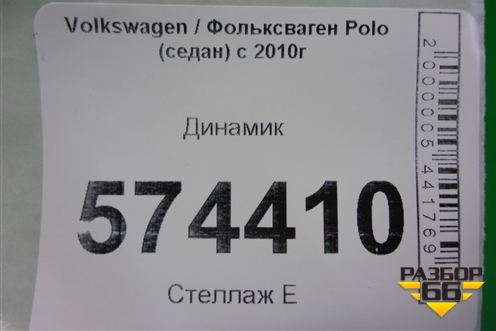 Volkswagen / Фольксваген Polo
(седан) с 2010г
Динамик
574410
Стеллаж Е
2000005441769
РАЗБОР
66